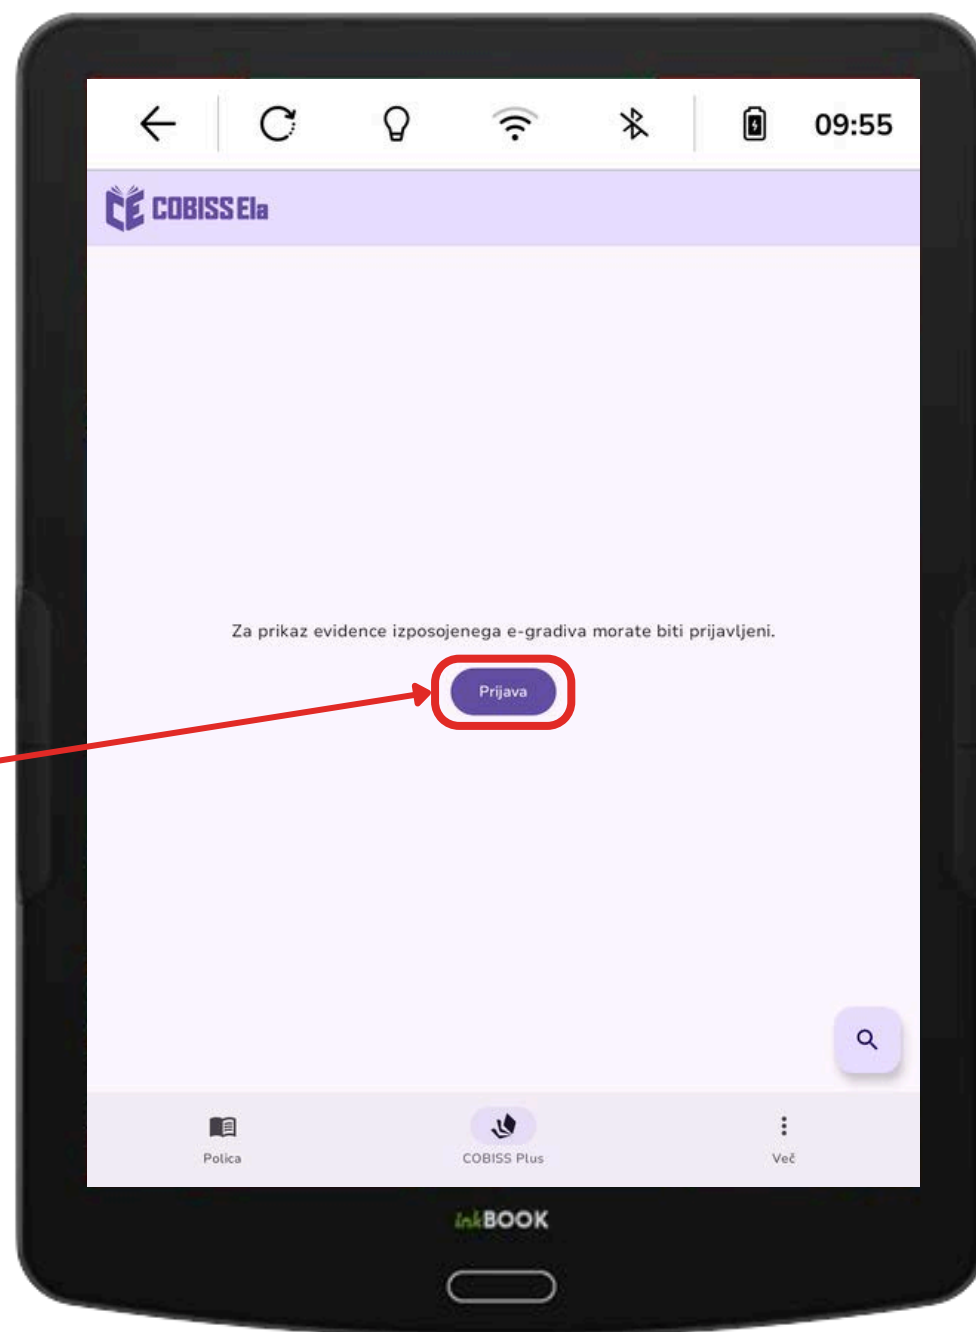 09:55
COBISS Ela
Za prikaz evidence izposojenega e-gradiva morate biti prijavljeni.
Prijava
Polica
COBISS Plus
Več
inkBOOK